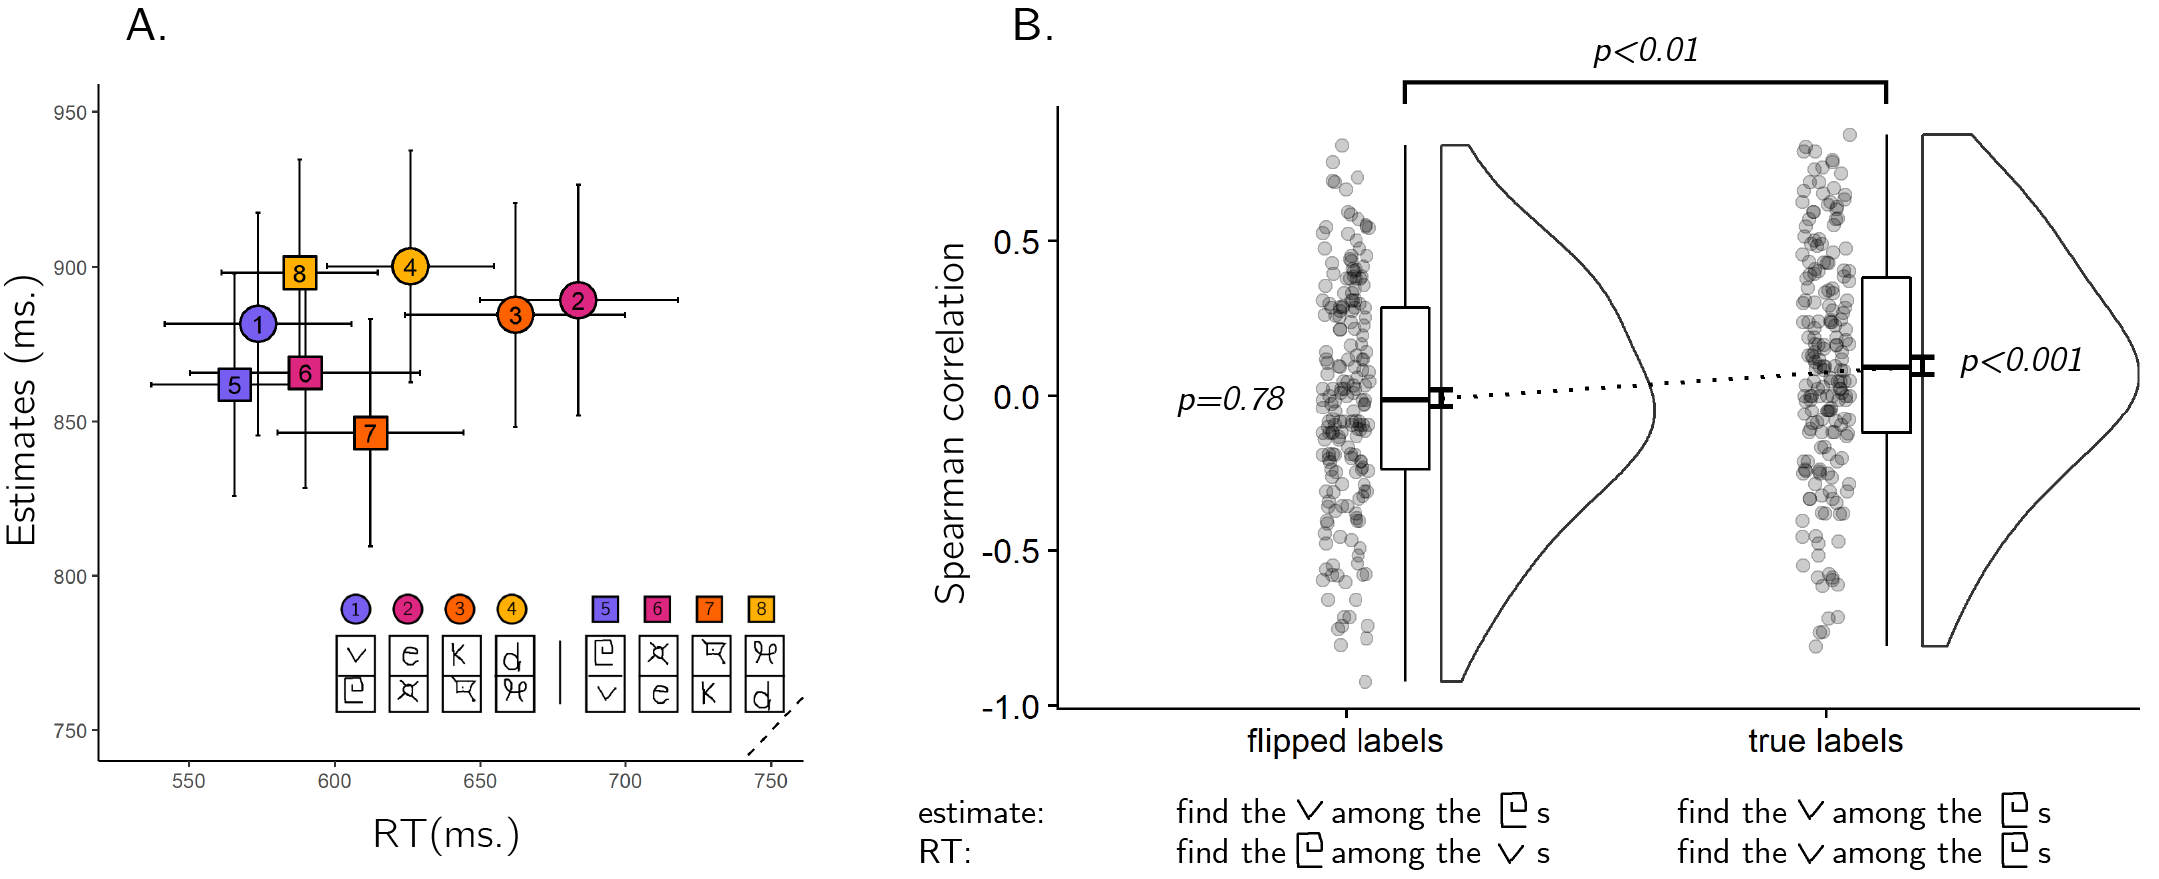 A.
950
900
850
800
750
Estimates (ms.)
8
4
1
3
2
5
6
7
1 2 3 4 5 6 7 8
v e k d
v e k d
550 600 650 700 750
RT(ms.)
B.
p<0.01
0.5
0.0
-0.5
-1.0
Spearman correlation
p=0.78
p<0.001
flipped labels true labels
estimate: find the v among the s find the v among the s
RT: find the among the v s find the v among the s